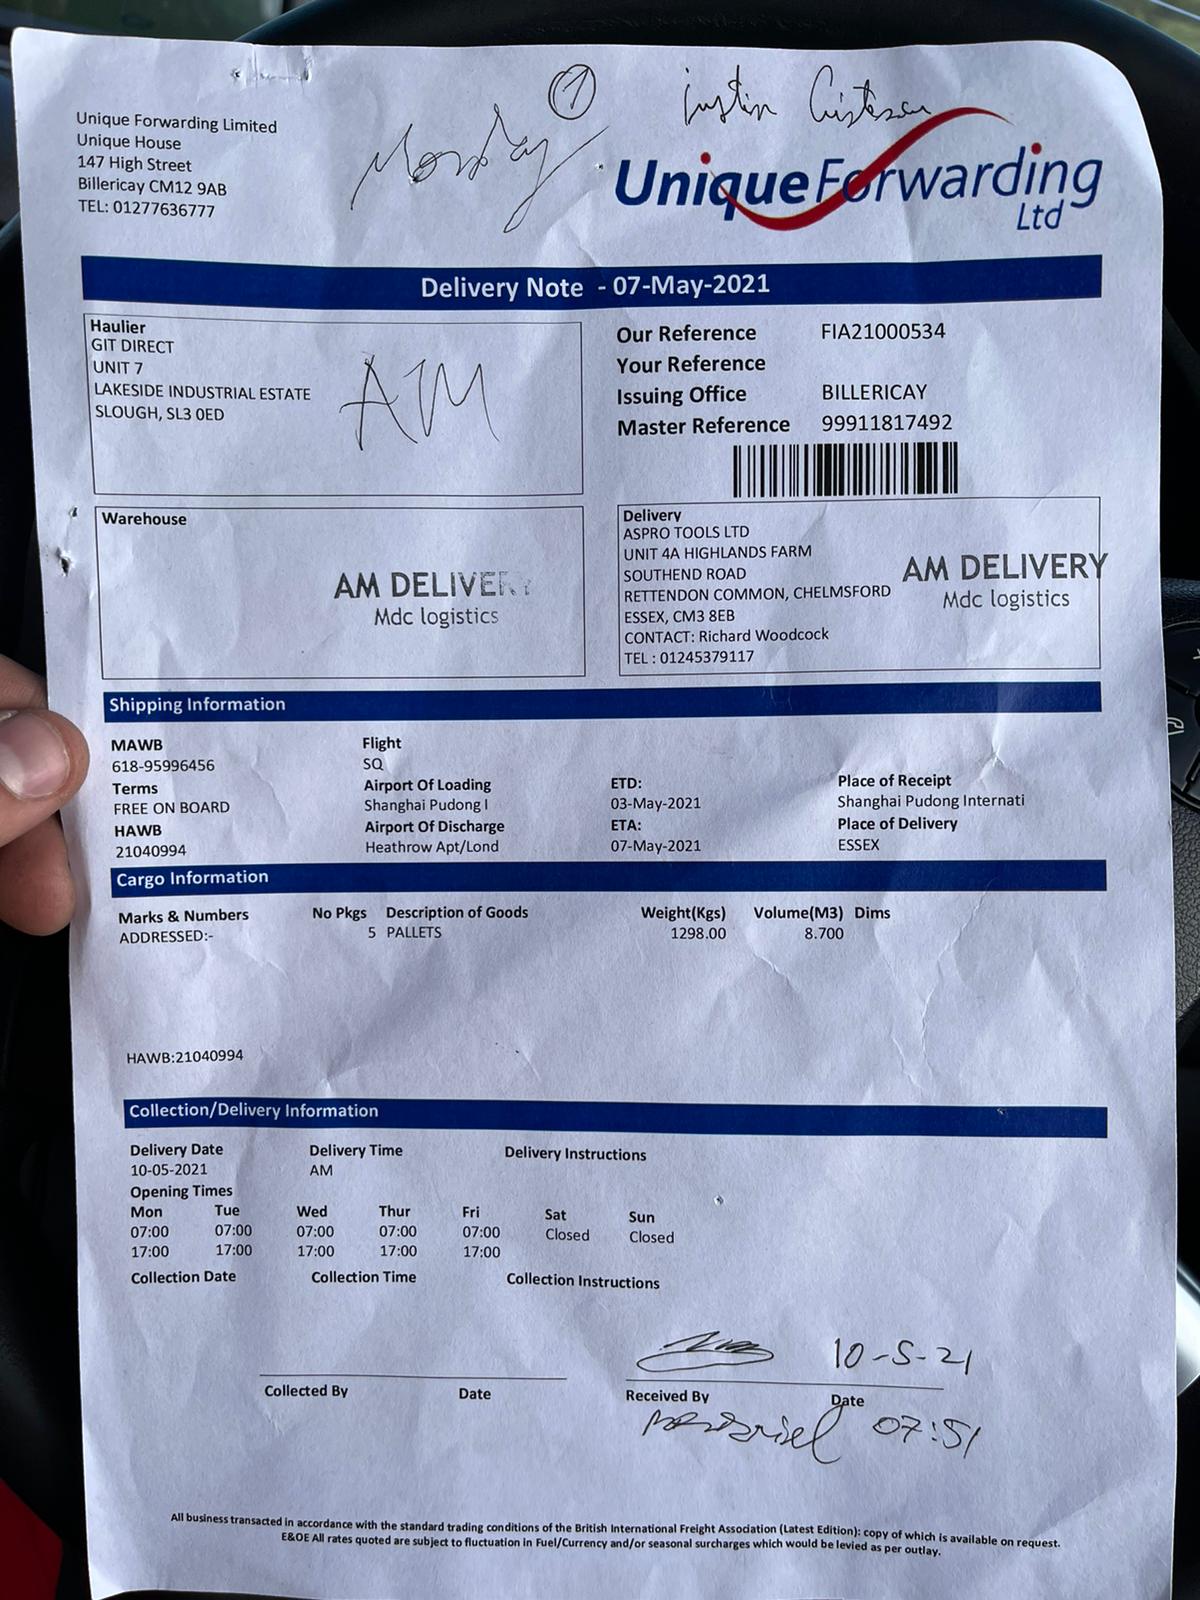 Unique Forwarding Limited
Unique House
147 High Street
Billericay CM12 9AB
TEL: 01277636777
Monday
1
justin
Unique Forwarding
Ltd
Delivery Note - 07-May-2021
Haulier
GIT DIRECT
UNIT 7
LAKESIDE INDUSTRIAL ESTATE
SLOUGH, SL3 0ED
AM
Our Reference FIA21000534
Your Reference
Issuing Office BILLERICAY
Master Reference 99911817492
Warehouse
AM DELIVERY
Mdc logistics
Delivery
ASPRO TOOLS LTD
UNIT 4A HIGHLANDS FARM
SOUTHEND ROAD
RETTENDON COMMON, CHELMSFORD
ESSEX, CM3 8EB
CONTACT: Richard Woodcock
TEL : 01245379117
AM DELIVERY
Mdc logistics
Shipping Information
MAWB
618-95996456
Terms
FREE ON BOARD
HAWB
21040994
Flight
SQ
Airport Of Loading
Shanghai Pudong I
Airport Of Discharge
Heathrow Apt/Lond
ETD:
03-May-2021
ETA:
07-May-2021
Place of Receipt
Shanghai Pudong Internati
Place of Delivery
ESSEX
Cargo Information
Marks & Numbers No Pkgs Description of Goods Weight(Kgs) Volume(M3) Dims
ADDRESSED:- 5 PALLETS 1298.00 8.700
HAWB:21040994
Collection/Delivery Information
Delivery Date Delivery Time Delivery Instructions
10-05-2021 AM
Opening Times
Mon Tue Wed Thur Fri Sat Sun
07:00 07:00 07:00 07:00 07:00 Closed Closed
17:00 17:00 17:00 17:00 17:00
Collection Date Collection Time Collection Instructions
10-5-21
Collected By Date Received By Date
07:51
All business transacted in accordance with the standard trading conditions of the British International Freight Association (Latest Edition): copy of which is available on request.
E&OE All rates quoted are subject to fluctuation in Fuel/Currency and/or seasonal surcharges which would be levied as per outlay.